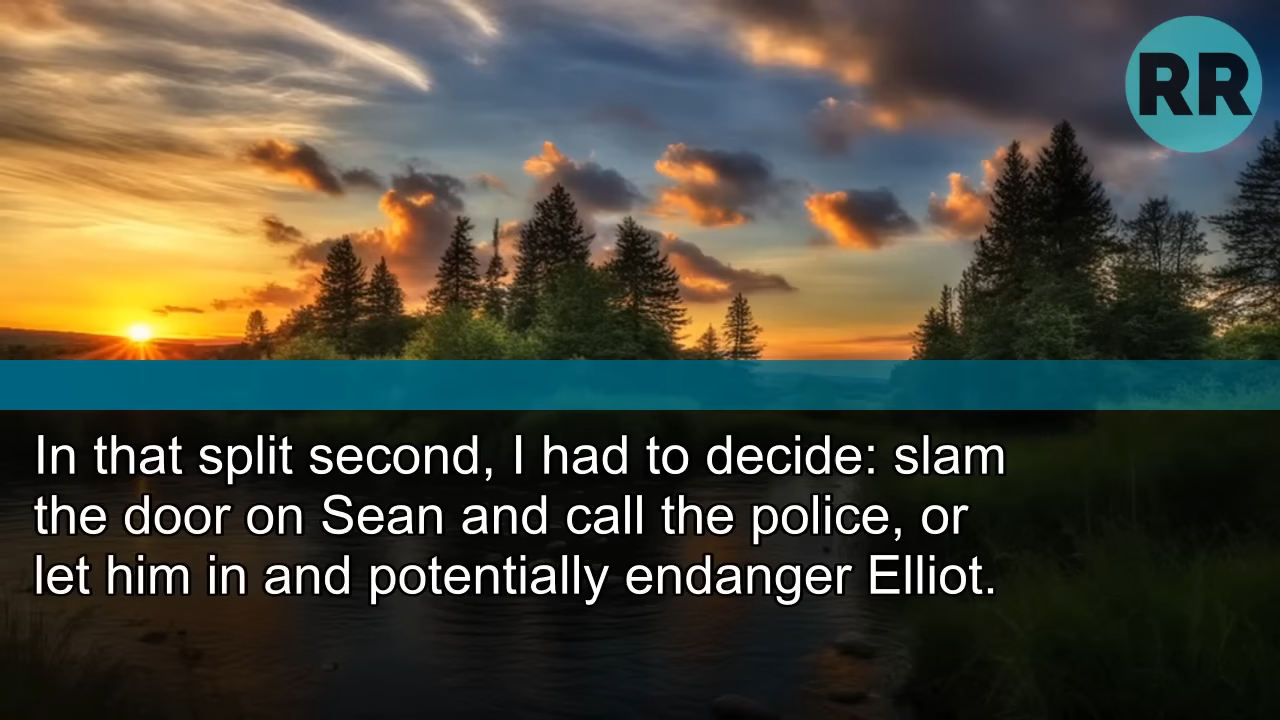 RR
In that split second, I had to decide: slam
the door on Sean and call the police, or
let him in and potentially endanger Elliot.